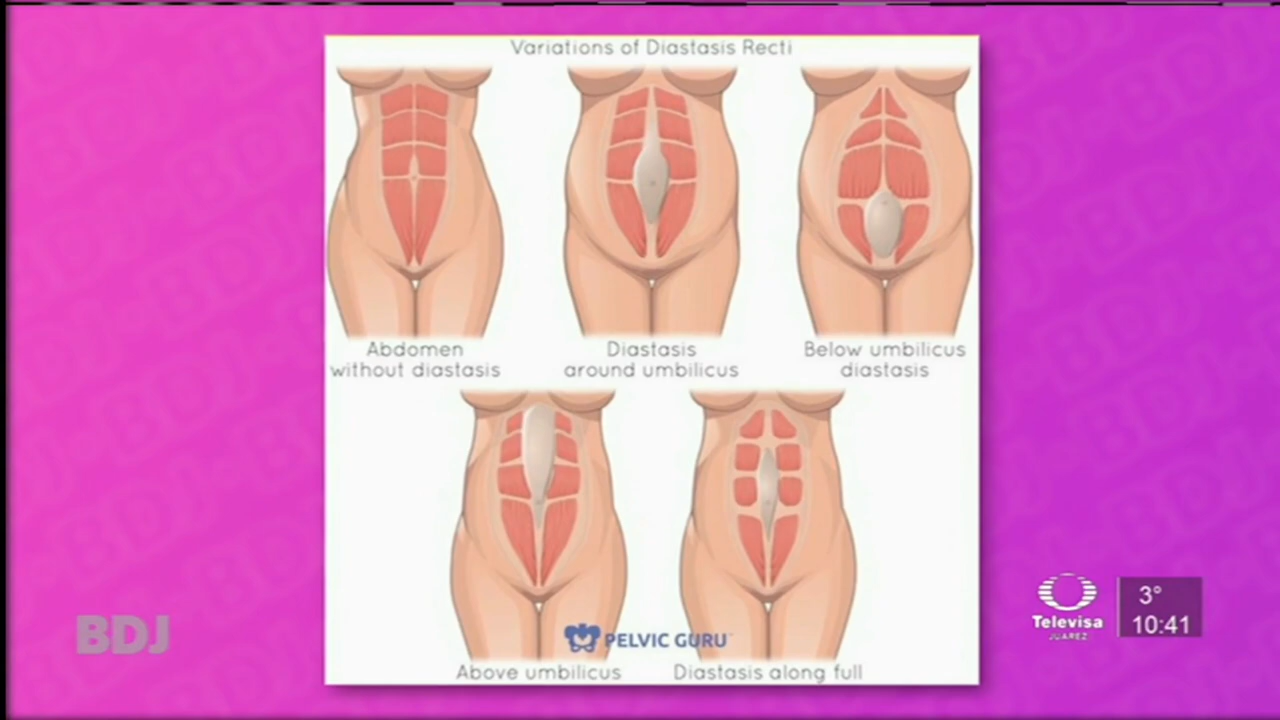 Variations of Diastasis Recti
Abdomen
without diastasis
Diastasis
around umbilicus
Below umbilicus
diastasis
PELVIC GURU
Above umbilicus
Diastasis along full
BDJ
Televisa
JUÁREZ
3°
10:41